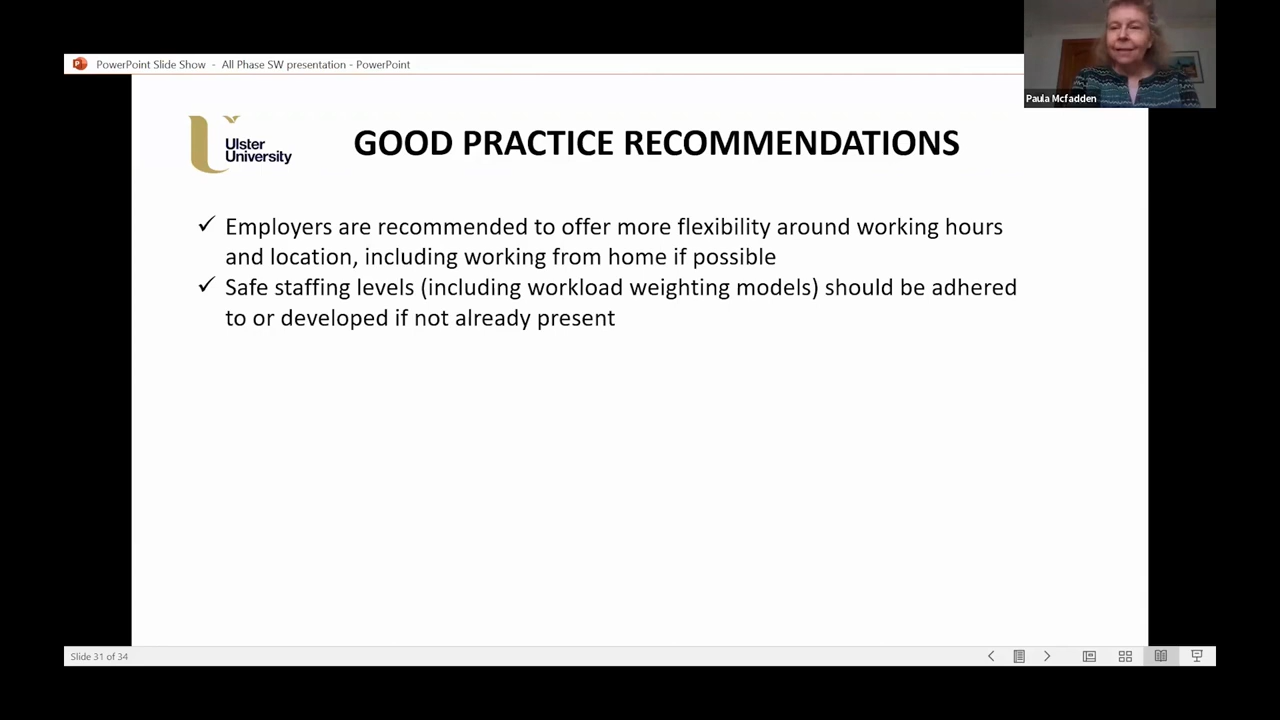 PowerPoint Slide Show - All Phase SW presentation - PowerPoint
Paula Mcfadden
Ulster
University
GOOD PRACTICE RECOMMENDATIONS
✓ Employers are recommended to offer more flexibility around working hours
and location, including working from home if possible
✓ Safe staffing levels (including workload weighting models) should be adhered
to or developed if not already present
Slide 31 of 34